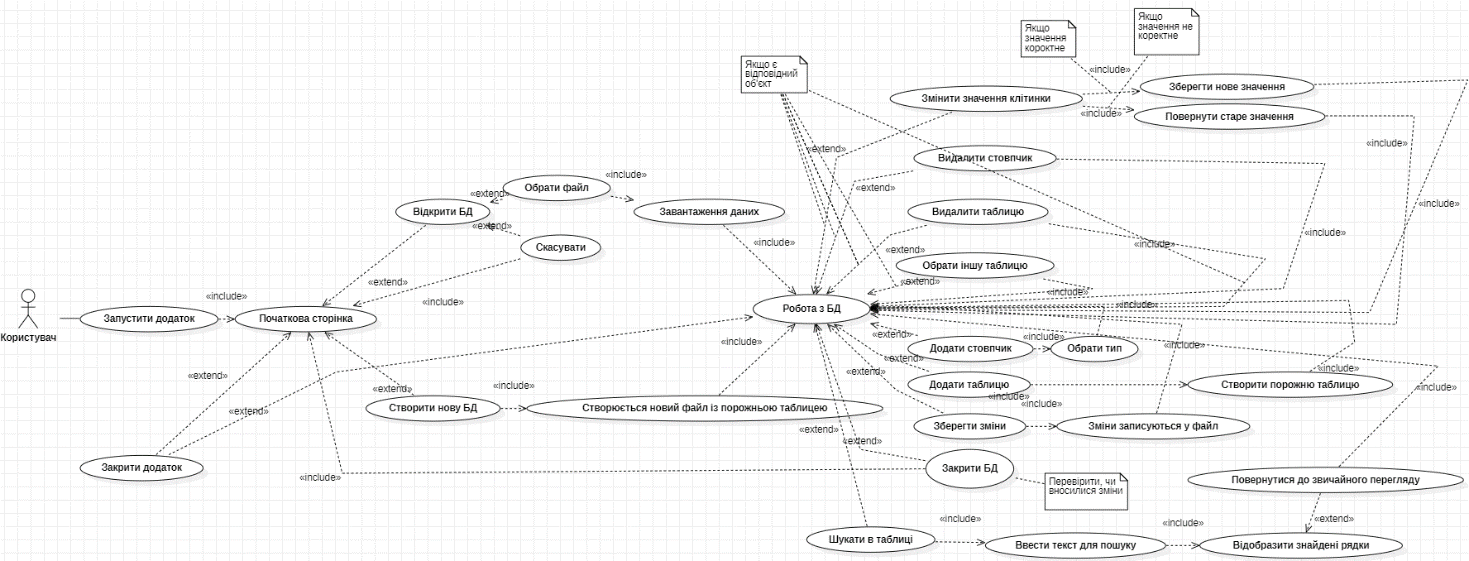 Якщо
значення
коротне
Якщо
значення не
коректне
Якщо є
відповідний
об'єкт
«include»
Змінити значення клітинки
Зберегти нове значення
«include»
Повернути старе значення
«extend»
«include»
Видалити стовпчик
«include»
«extend»
Обрати файл
«extend»
«include»
Відкрити БД
Завантаження даних
Видалити таблицю
«extend»
«include»
«include»
Скасувати
«include»
«extend»
«include»
Обрати іншу таблицю
«extend»
«extend»
«include»
«include»
«include»
«include»
Користувач
Запустити додаток
Початкова сторінка
Робота з БД
«extend»
«include»
«include»
«include»
Додати стовпчик
Обрати тип
«extend»
«extend»
«extend»
«include»
«extend»
«include»
Додати таблицю
Створити порожню таблицю
«include»
«include»
«include»
«extend»
Створити нову БД
Створюється новий файл із порожньою таблицею
«extend»
«extend»
Зберегти зміни
Зміни записуються у файл
Закрити додаток
«include»
Закрити БД
Перевірити, чи
вносилися зміни
Повернутися до звичайного перегляду
«include»
«include»
«extend»
Шукати в таблиці
Ввести текст для пошуку
Відобразити знайдені рядки